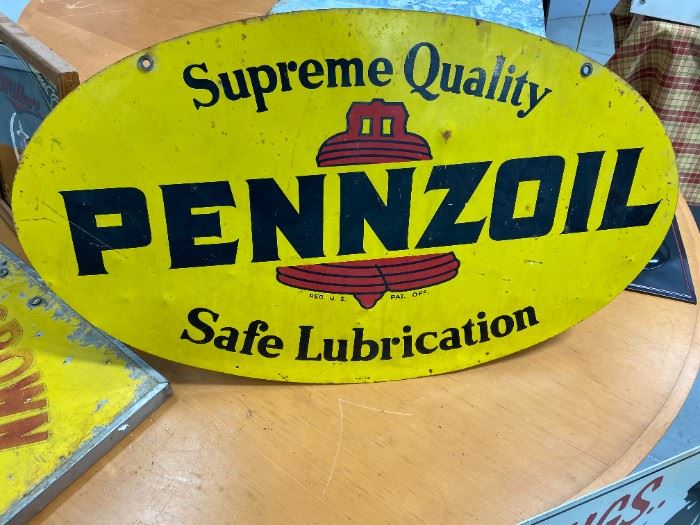 Supreme Quality
PENNZOIL
REG. U. S. PAT. OFF.
Safe Lubrication